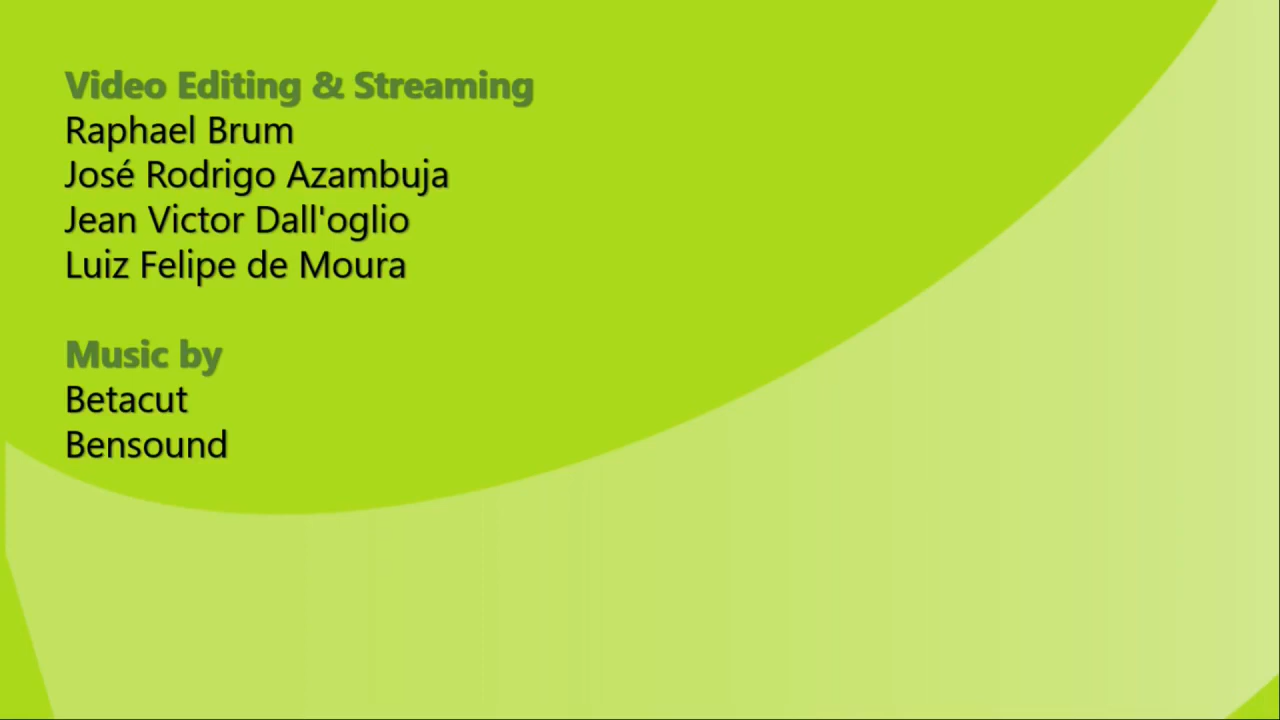 Video Editing & Streaming
Raphael Brum
José Rodrigo Azambuja
Jean Victor Dall'oglio
Luiz Felipe de Moura
Music by
Betacut
Bensound